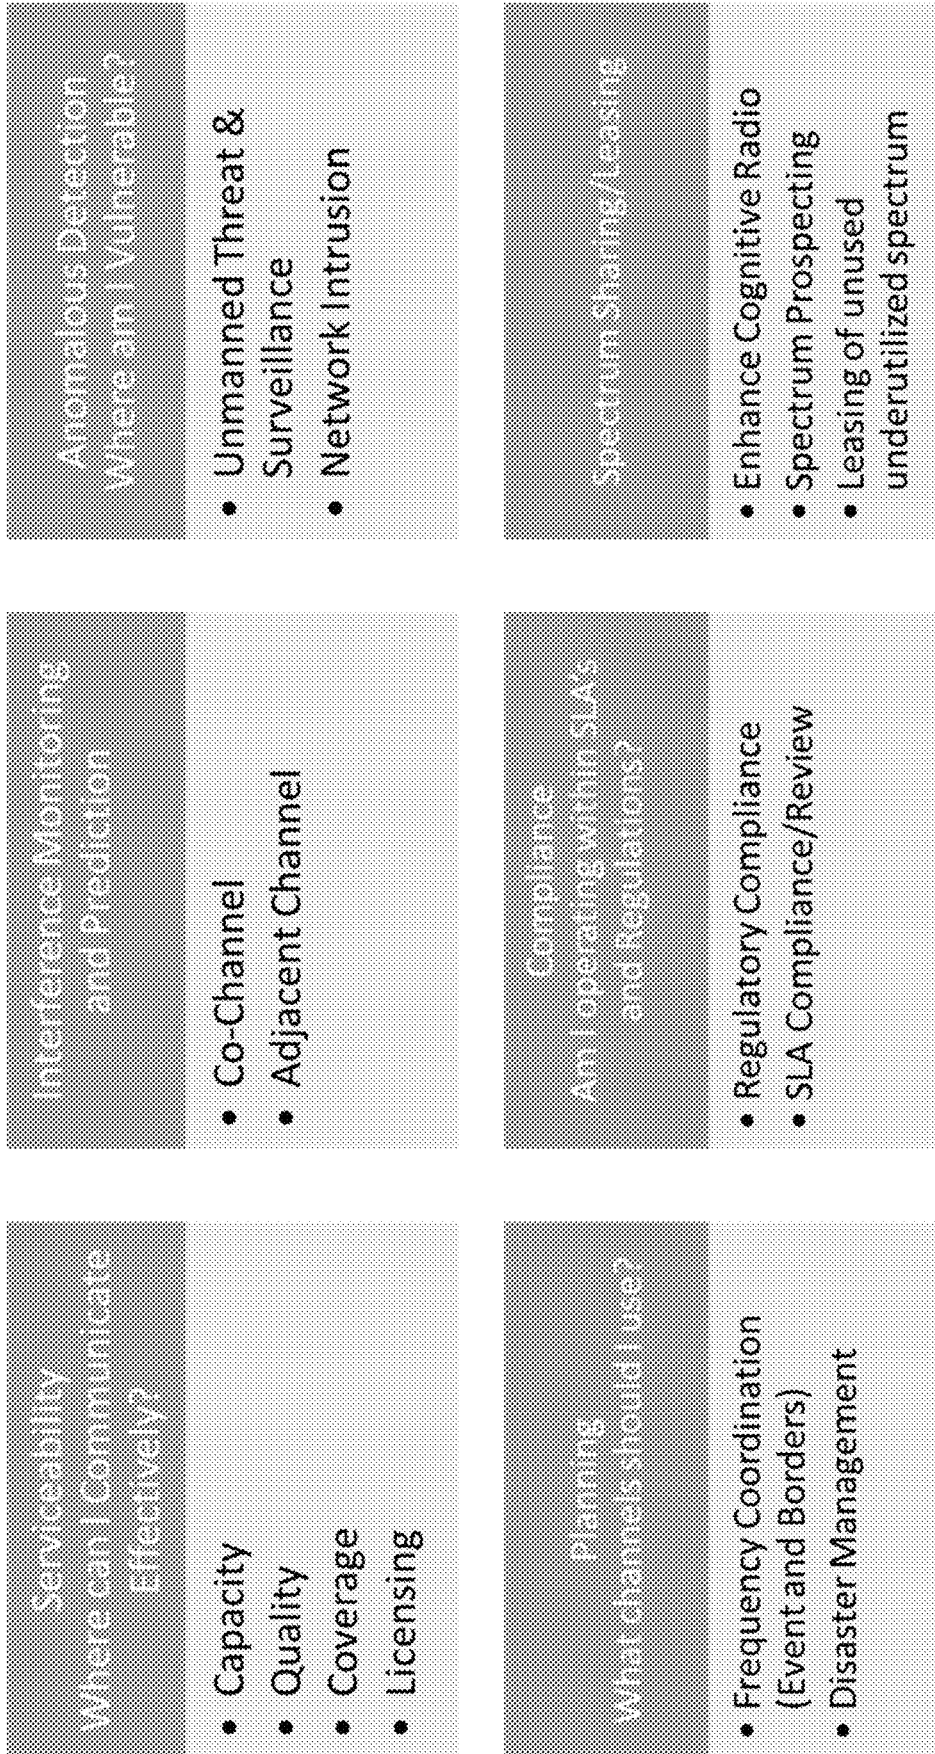 Serviceability
Where can I Communicate
Effectively?
• Capacity
• Quality
• Coverage
• Licensing
Interference Monitoring
and Prediction
• Co-Channel
• Adjacent Channel
Anomalous Detection
Where am I Vulnerable?
• Unmanned Threat &
Surveillance
• Network Intrusion
Planning
What channels should I use?
• Frequency Coordination
(Event and Borders)
• Disaster Management
Compliance
Am I operating within SLA's
and Regulations?
• Regulatory Compliance
• SLA Compliance/Review
Spectrum Sharing/Leasing
• Enhance Cognitive Radio
• Spectrum Prospecting
• Leasing of unused
underutilized spectrum